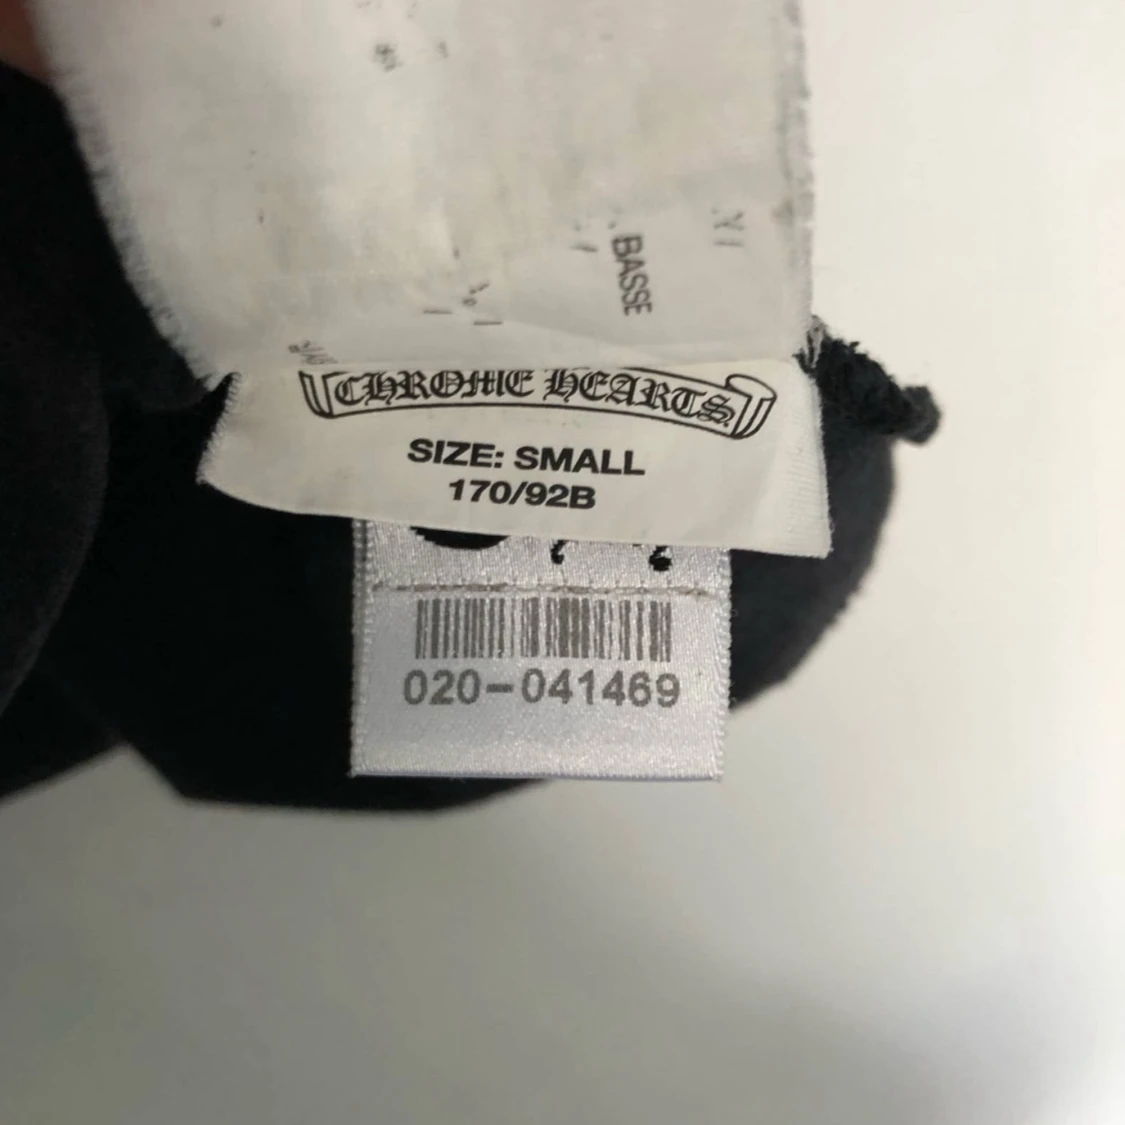 BASSE
CHROME HEARTS
SIZE: SMALL
170/92B
020-041469